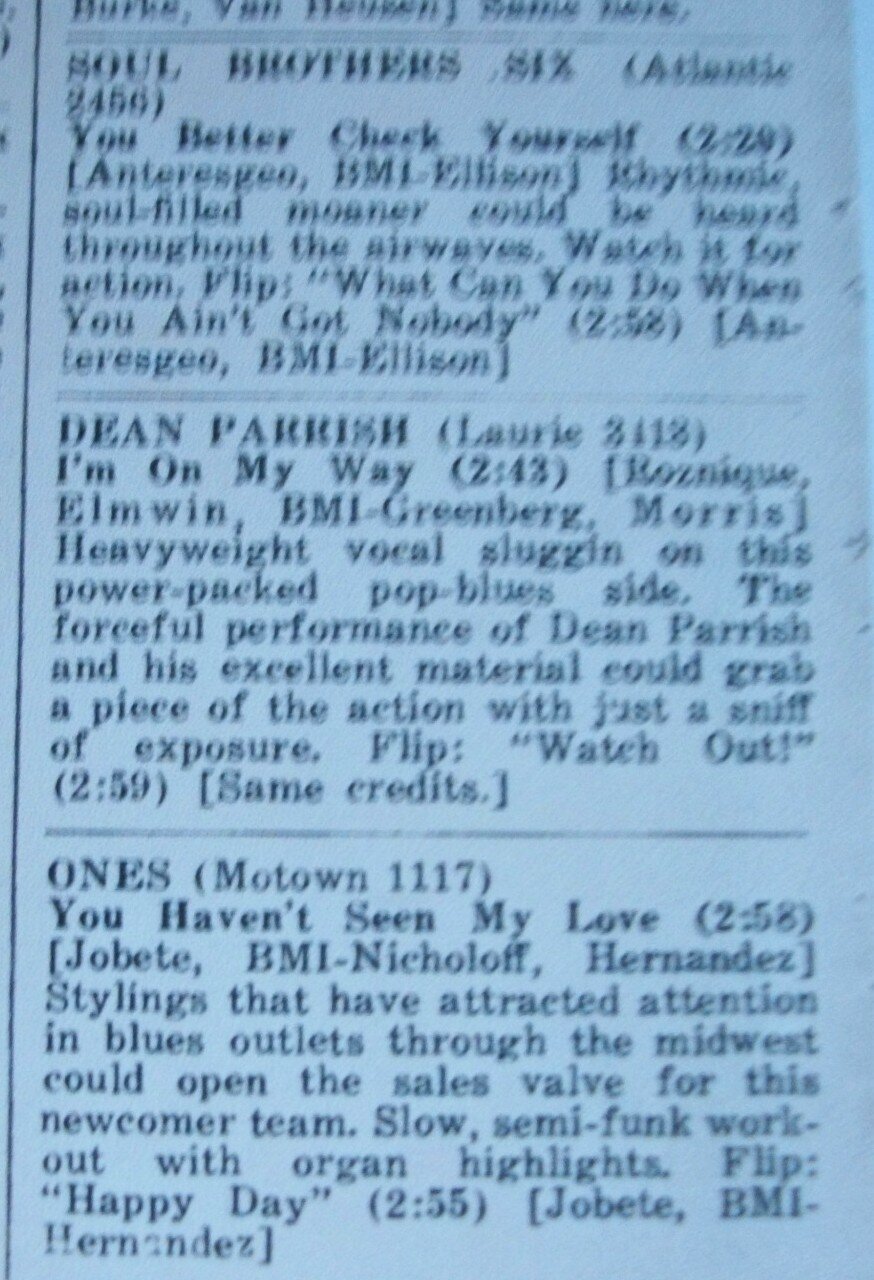 Burke, Van Heusen] Same here.
SOUL BROTHERS SIX (Atlantic
2456)
You Better Check Yourself (2:29)
[Anteresgeo, BMI-Ellison] Rhythmic,
soul-filled moaner could be heard
throughout the airwaves. Watch it for
action. Flip: "What Can You Do When
You Ain't Got Nobody" (2:58) [An-
teresgeo, BMI-Ellison]
DEAN PARRISH (Laurie 3418)
I'm On My Way (2:43) [Roznique,
Elmwin, BMI-Greenberg, Morris]
Heavyweight vocal sluggin on this
power-packed pop-blues side. The
forceful performance of Dean Parrish
and his excellent material could grab
a piece of the action with just a sniff
of exposure. Flip: "Watch Out!"
(2:59) [Same credits.]
ONES (Motown 1117)
You Haven't Seen My Love (2:58)
[Jobete, BMI-Nicholoff, Hernandez]
Stylings that have attracted attention
in blues outlets through the midwest
could open the sales valve for this
newcomer team. Slow, semi-funk work-
out with organ highlights. Flip:
"Happy Day" (2:55) [Jobete, BMI-
Hernandez]